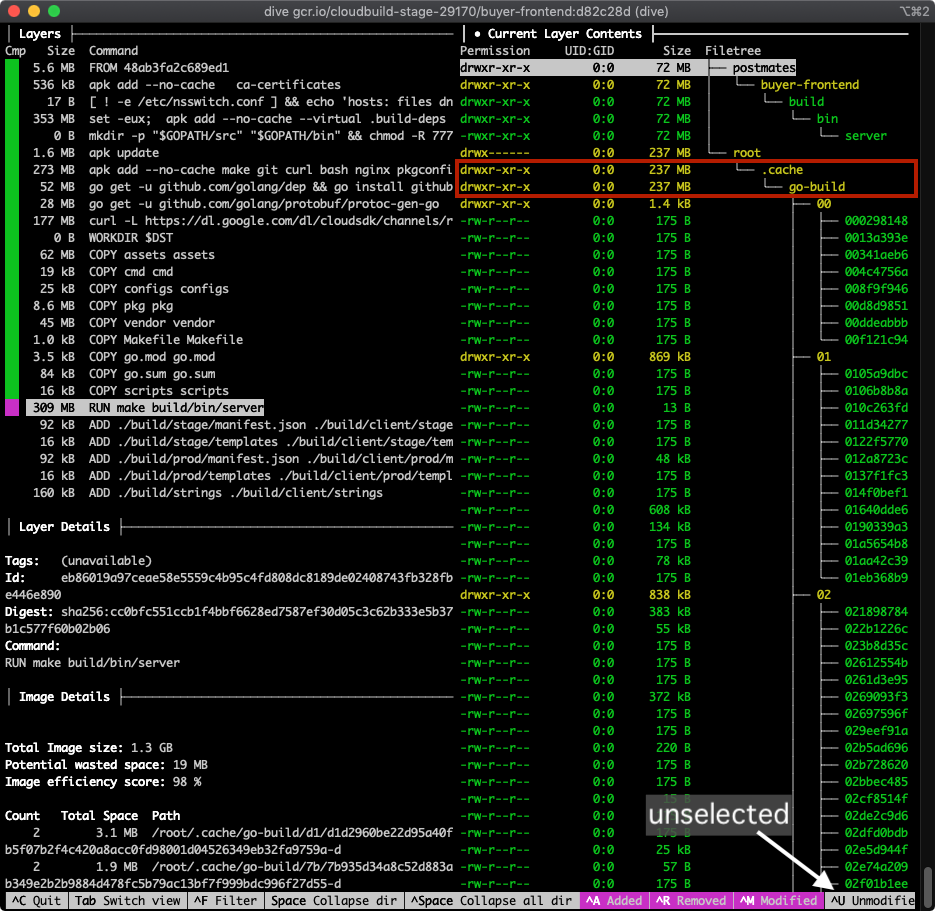 dive gcr.io/cloudbuild-stage-29170/buyer-frontend:d82c28d (dive)
⌥⌘2
Layers
Cmp Size Command
5.6 MB FROM 48ab3fa2c689ed1
536 kB apk add --no-cache ca-certificates
17 B [ ! -e /etc/nsswitch.conf ] && echo 'hosts: files dn
353 MB set -eux; apk add --no-cache --virtual .build-deps
0 B mkdir -p "$GOPATH/src" "$GOPATH/bin" && chmod -R 777
1.6 MB apk update
273 MB apk add --no-cache make git curl bash nginx pkgconfi
52 MB go get -u github.com/golang/dep && go install github
28 MB go get -u github.com/golang/protobuf/protoc-gen-go
177 MB curl -L https://dl.google.com/dl/cloudsdk/channels/r
0 B WORKDIR $DST
62 MB COPY assets assets
19 kB COPY cmd cmd
25 kB COPY configs configs
8.6 MB COPY pkg pkg
45 MB COPY vendor vendor
1.0 kB COPY Makefile Makefile
3.5 kB COPY go.mod go.mod
84 kB COPY go.sum go.sum
16 kB COPY scripts scripts
309 MB RUN make build/bin/server
92 kB ADD ./build/stage/manifest.json ./build/client/stage
16 kB ADD ./build/stage/templates ./build/client/stage/tem
92 kB ADD ./build/prod/manifest.json ./build/client/prod/m
16 kB ADD ./build/prod/templates ./build/client/prod/templ
160 kB ADD ./build/strings ./build/client/strings
Layer Details
Tags: (unavailable)
Id: eb86019a97ceae58e5559c4b95c4fd808dc8189de02408743fb328fb
e446e890
Digest: sha256:cc0bfc551ccb1f4bbf6628ed7587ef30d05c3c62b333e5b37
b1c577f60b02b06
Command:
RUN make build/bin/server
Image Details
Total Image size: 1.3 GB
Potential wasted space: 19 MB
Image efficiency score: 98 %
Count Total Space Path
2 3.1 MB /root/.cache/go-build/d1/d1d2960be22d95a40f
b5f07b2f4c420a8acc0fd98001d04526349eb32fa9759a-d
2 1.9 MB /root/.cache/go-build/7b/7b935d34a8c52d883a
b349e2b2b9884d478fc5b79ac13bf7f999bdc996f27d55-d
● Current Layer Contents
Permission UID:GID Size Filetree
drwxr-xr-x 0:0 72 MB ├── postmates
drwxr-xr-x 0:0 72 MB └── buyer-frontend
drwxr-xr-x 0:0 72 MB └── build
drwxr-xr-x 0:0 72 MB └── bin
-rwxr-xr-x 0:0 72 MB └── server
drwx------ 0:0 237 MB └── root
drwxr-xr-x 0:0 237 MB └── .cache
drwxr-xr-x 0:0 237 MB └── go-build
drwxr-xr-x 0:0 1.4 kB ├── 00
-rw-r--r-- 0:0 175 B ├── 000298148
-rw-r--r-- 0:0 175 B ├── 0013a393e
-rw-r--r-- 0:0 175 B ├── 00341aeb6
-rw-r--r-- 0:0 175 B ├── 004c4756a
-rw-r--r-- 0:0 175 B ├── 008f9f946
-rw-r--r-- 0:0 175 B ├── 00d8d9851
-rw-r--r-- 0:0 175 B ├── 00ddeabbb
-rw-r--r-- 0:0 175 B └── 00f121c94
drwxr-xr-x 0:0 869 kB ├── 01
-rw-r--r-- 0:0 175 B ├── 0105a9dbc
-rw-r--r-- 0:0 175 B ├── 0106b8b8a
-rw-r--r-- 0:0 13 B ├── 010c263fd
-rw-r--r-- 0:0 175 B ├── 011d34277
-rw-r--r-- 0:0 175 B ├── 0122f5770
-rw-r--r-- 0:0 48 kB ├── 012a8723c
-rw-r--r-- 0:0 175 B ├── 0137f1fc3
-rw-r--r-- 0:0 175 B ├── 014f0bef1
-rw-r--r-- 0:0 608 kB ├── 01640dde6
-rw-r--r-- 0:0 134 kB ├── 0190339a3
-rw-r--r-- 0:0 175 B ├── 01a5654b8
-rw-r--r-- 0:0 78 kB ├── 01aa42c39
-rw-r--r-- 0:0 175 B └── 01eb368b9
drwxr-xr-x 0:0 838 kB ├── 02
-rw-r--r-- 0:0 383 kB ├── 021898784
-rw-r--r-- 0:0 55 kB ├── 022b1226c
-rw-r--r-- 0:0 175 B ├── 023b8d35c
-rw-r--r-- 0:0 175 B ├── 02612554b
-rw-r--r-- 0:0 175 B ├── 0261d3e95
-rw-r--r-- 0:0 372 kB ├── 0269093f3
-rw-r--r-- 0:0 175 B ├── 02697596f
-rw-r--r-- 0:0 175 B ├── 029eef91a
-rw-r--r-- 0:0 220 B ├── 02b5ad696
-rw-r--r-- 0:0 175 B ├── 02b728620
-rw-r--r-- 0:0 175 B ├── 02bbec485
-rw-r--r-- 0:0 15 B ├── 02cf8514f
-rw-r--r-- 0:0 ├── 02de2c9d6
-rw-r--r-- 0:0 175 B ├── 02dfd0bdb
-rw-r--r-- 0:0 25 kB ├── 02e5d944f
-rw-r--r-- 0:0 57 B ├── 02e74a209
-rw-r--r-- 0:0 175 B ├── 02f01b1ee
unselected
^C Quit Tab Switch view ^F Filter Space Collapse dir ^Space Collapse all dir ^A Added ^R Removed ^M Modified ^U Unmodifie